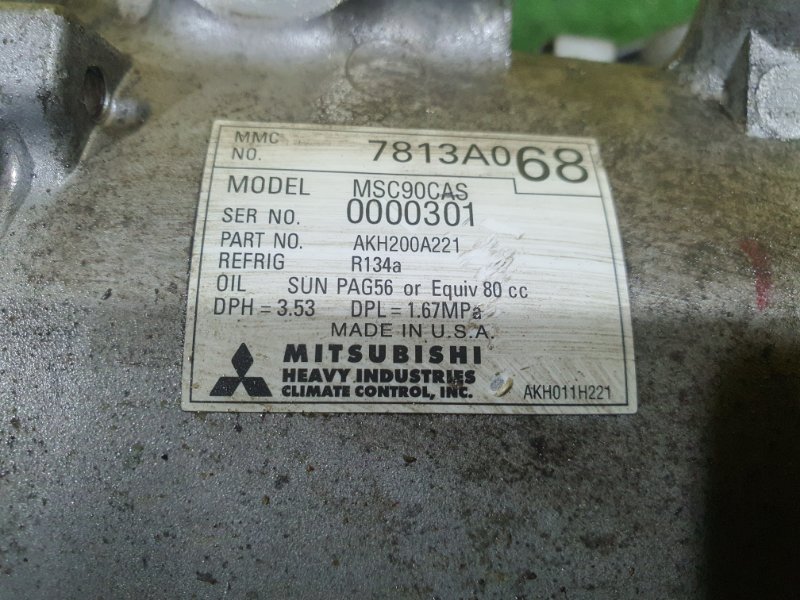 MMC
NO. 7813A068
MODEL MSC90CAS
SER NO. 0000301
PART NO. AKH200A221
REFRIG R134a
OIL SUN PAG56 or Equiv 80 cc
DPH = 3.53 DPL = 1.67MPa
MADE IN U.S.A.
MITSUBISHI
HEAVY INDUSTRIES
CLIMATE CONTROL, INC. AKH011H221